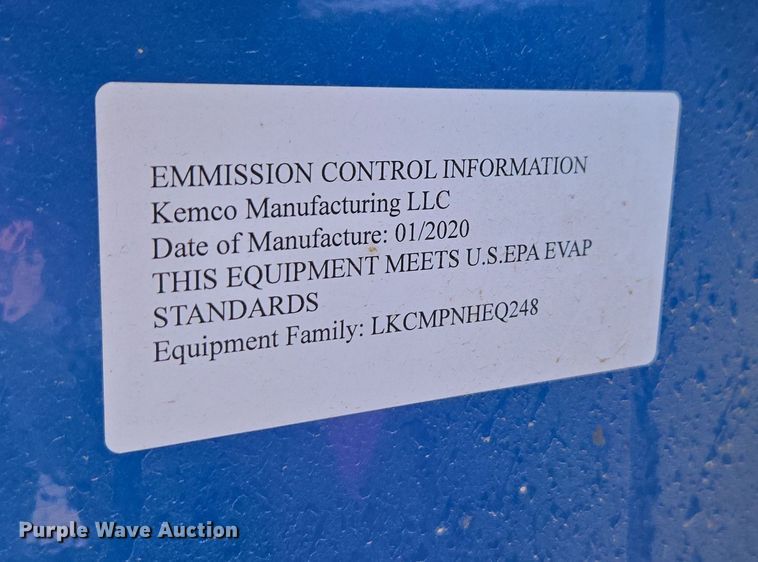 EMMISSION CONTROL INFORMATION
Kemco Manufacturing LLC
Date of Manufacture: 01/2020
THIS EQUIPMENT MEETS U.S.EPA EVAP
STANDARDS
Equipment Family: LKCMPNHEQ248
Purple Wave Auction